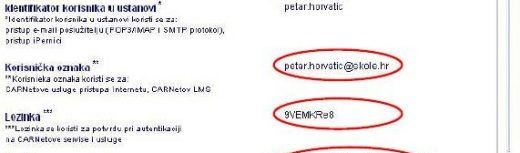 Identifikator korisnika u ustanovi * petar.horvatic
*Identifikator korisnika u ustanovi koristi se za:
pristup e-mail poslužitelju (POP3/IMAP i SMTP protokol),
pristup iPernici
Korisnička oznaka ** petar.horvatic@skole.hr
**Korisnieka oznaka koristi se za:
CARNetove usluge pristupa Internetu, CARNetov LMS
Lozinka *** 9VEMKRe8
***Lozinka se koristi za potvrdu pri autentikaciji
na CARNetove servise i usluge